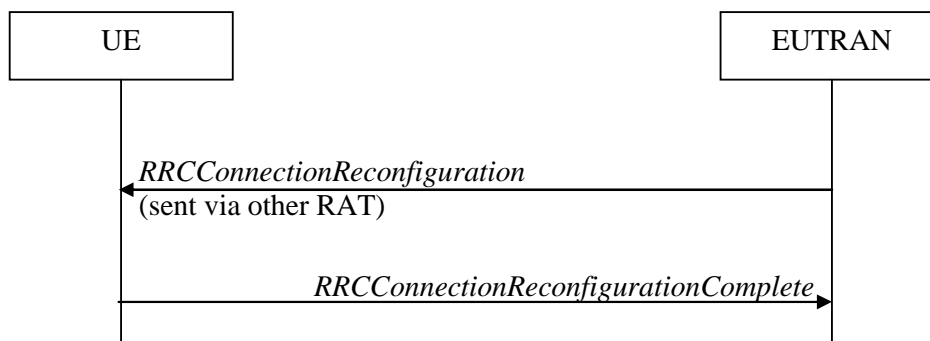 UE
EUTRAN
RRCConnectionReconfiguration
(sent via other RAT)
RRCConnectionReconfigurationComplete